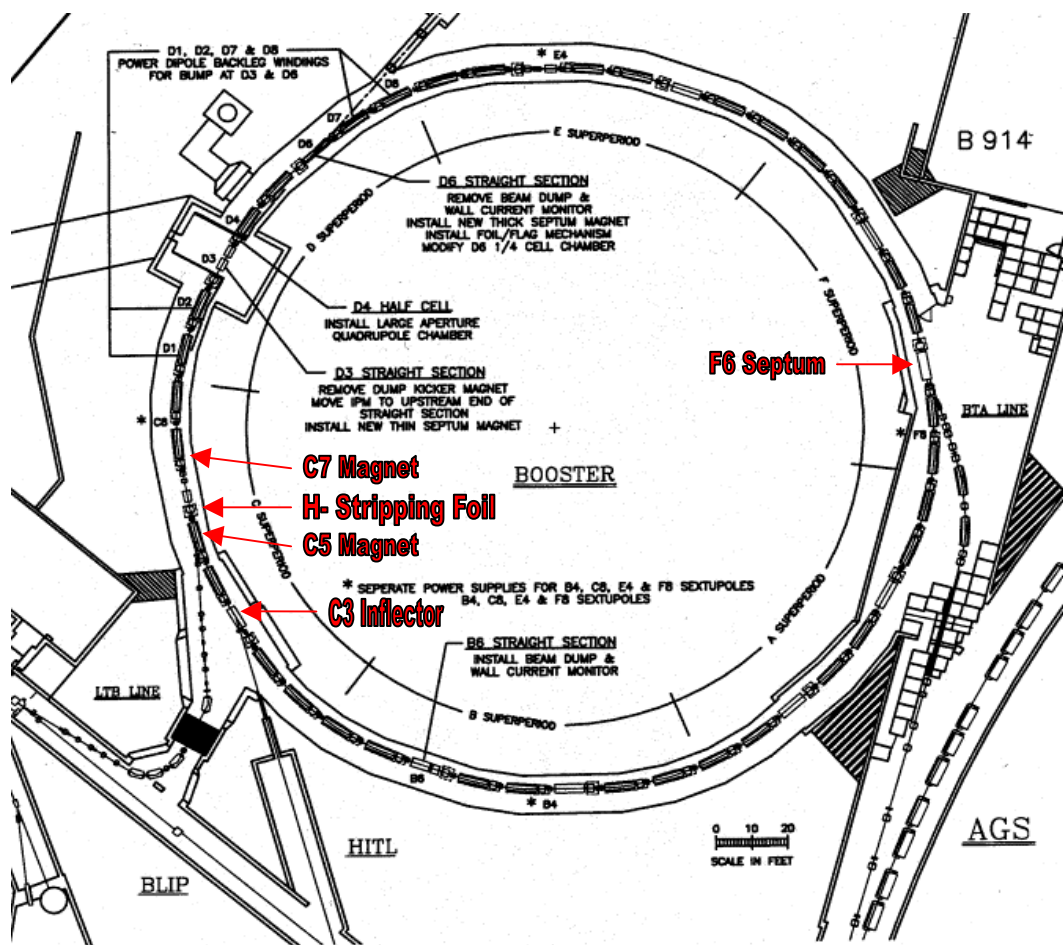 D1, D2, D7 & D8
POWER DIPOLE BACKLEG WINDINGS
FOR BUMP AT D3 & D6
* E4
D8
D7
D6
E SUPERPERIOD
B 914
D6 STRAIGHT SECTION
REMOVE BEAM DUMP &
WALL CURRENT MONITOR
INSTALL NEW THICK SEPTUM MAGNET
INSTALL FOIL/FLAG MECHANISM
MODIFY D6 1/4 CELL CHAMBER
D SUPERPERIOD
D4
D3
D2
D1
D4 HALF CELL
INSTALL LARGE APERTURE
QUADRUPOLE CHAMBER
F SUPERPERIOD
F6 Septum
D3 STRAIGHT SECTION
REMOVE DUMP KICKER MAGNET
MOVE IPM TO UPSTREAM END OF
STRAIGHT SECTION
INSTALL NEW THIN SEPTUM MAGNET
BTA LINE
* C8
* F8
C7 Magnet
BOOSTER
H- Stripping Foil
C SUPERPERIOD
C5 Magnet
* SEPERATE POWER SUPPLIES FOR B4, C8, E4 & F8 SEXTUPOLES
B4, C8, E4 & F8 SEXTUPOLES
C3 Inflector
B6 STRAIGHT SECTION
INSTALL BEAM DUMP &
WALL CURRENT MONITOR
A SUPERPERIOD
LTB LINE
B SUPERPERIOD
B6
* B4
0 10 20
SCALE IN FEET
AGS
HITL
BLIP